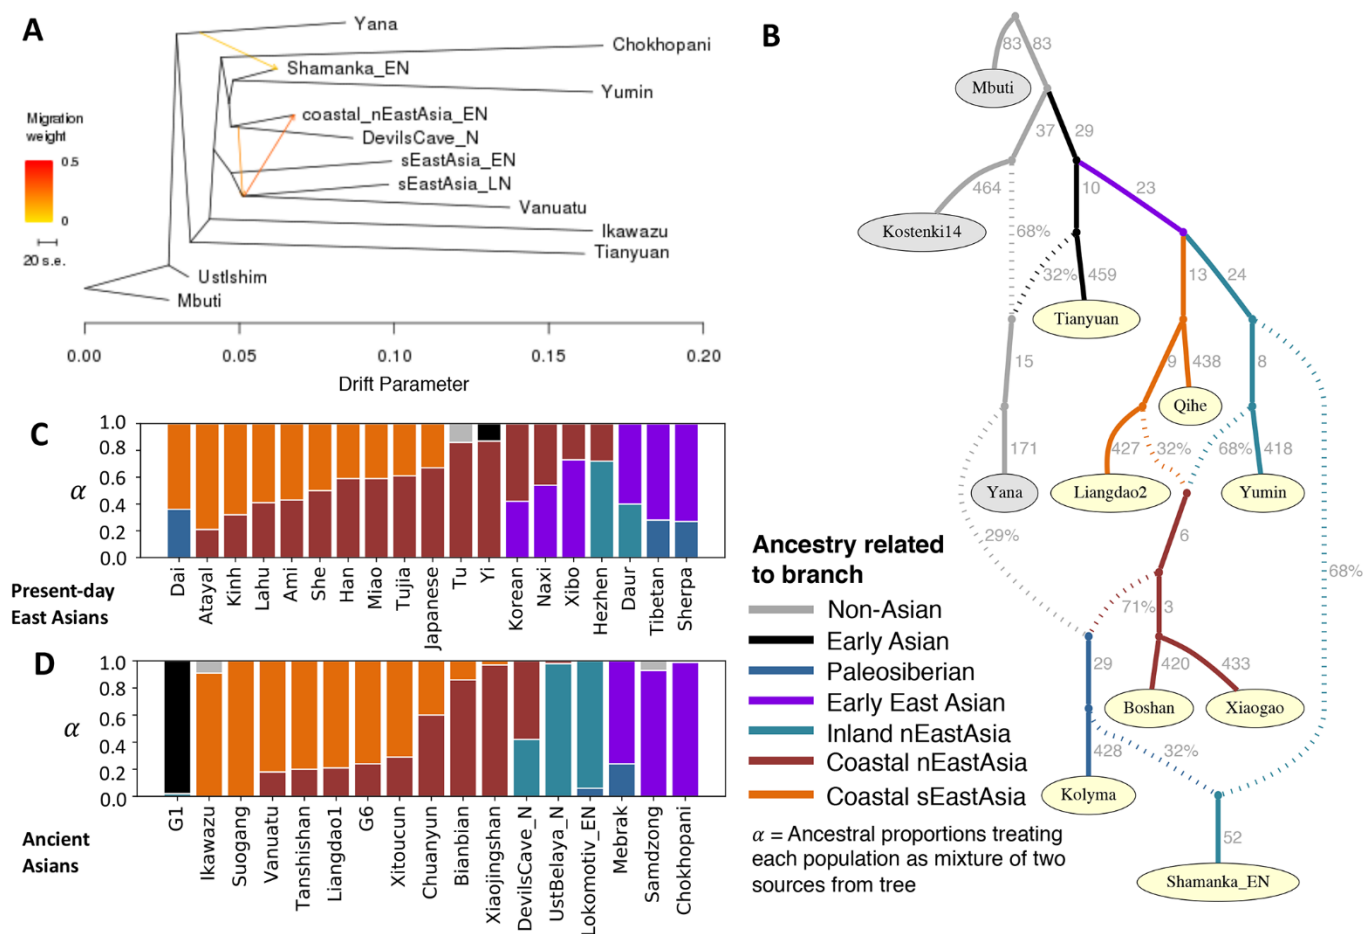 A
Yana
Chokhopani
Shamanka_EN
Yumin
coastal_nEastAsia_EN
DevilsCave_N
sEastAsia_EN
sEastAsia_LN
Vanuatu
Ikawazu
Tianyuan
UstIshim
Mbuti
Migration
weight
0.5
0
20 s.e.
0.00 0.05 0.10 0.15 0.20
Drift Parameter
B
83 83
Mbuti
37 29
464 10 23
Kostenki14
68%
32% 459 13 24
Tianyuan
15 9 438 8
Qihe
171 427 32% 68% 418
Yana Liangdao2 Yumin
29% 6 68%
71% 3
29 420 433
Boshan Xiaogao
428 32%
Kolyma
52
Shamanka_EN
C
1.0
0.8
0.6
0.4
0.2
0.0
α
Present-day
East Asians
Dai Atayal Kinh Lahu Ami She Han Miao Tujia Japanese Tu Yi Korean Naxi Xibo Hezhen Daur Tibetan Sherpa
D
1.0
0.8
0.6
0.4
0.2
0.0
α
Ancient
Asians
G1 Ikawazu Suogang Vanuatu Tanshishan Liangdao1 G6 Xitoucun Chuanyun Bianbian Xiaojingshan DevilsCave_N UstBelaya_N Lokomotiv_EN Mebrak Samdzong Chokhopani
Ancestry related
to branch
Non-Asian
Early Asian
Paleosiberian
Early East Asian
Inland nEastAsia
Coastal nEastAsia
Coastal sEastAsia
α = Ancestral proportions treating
each population as mixture of two
sources from tree